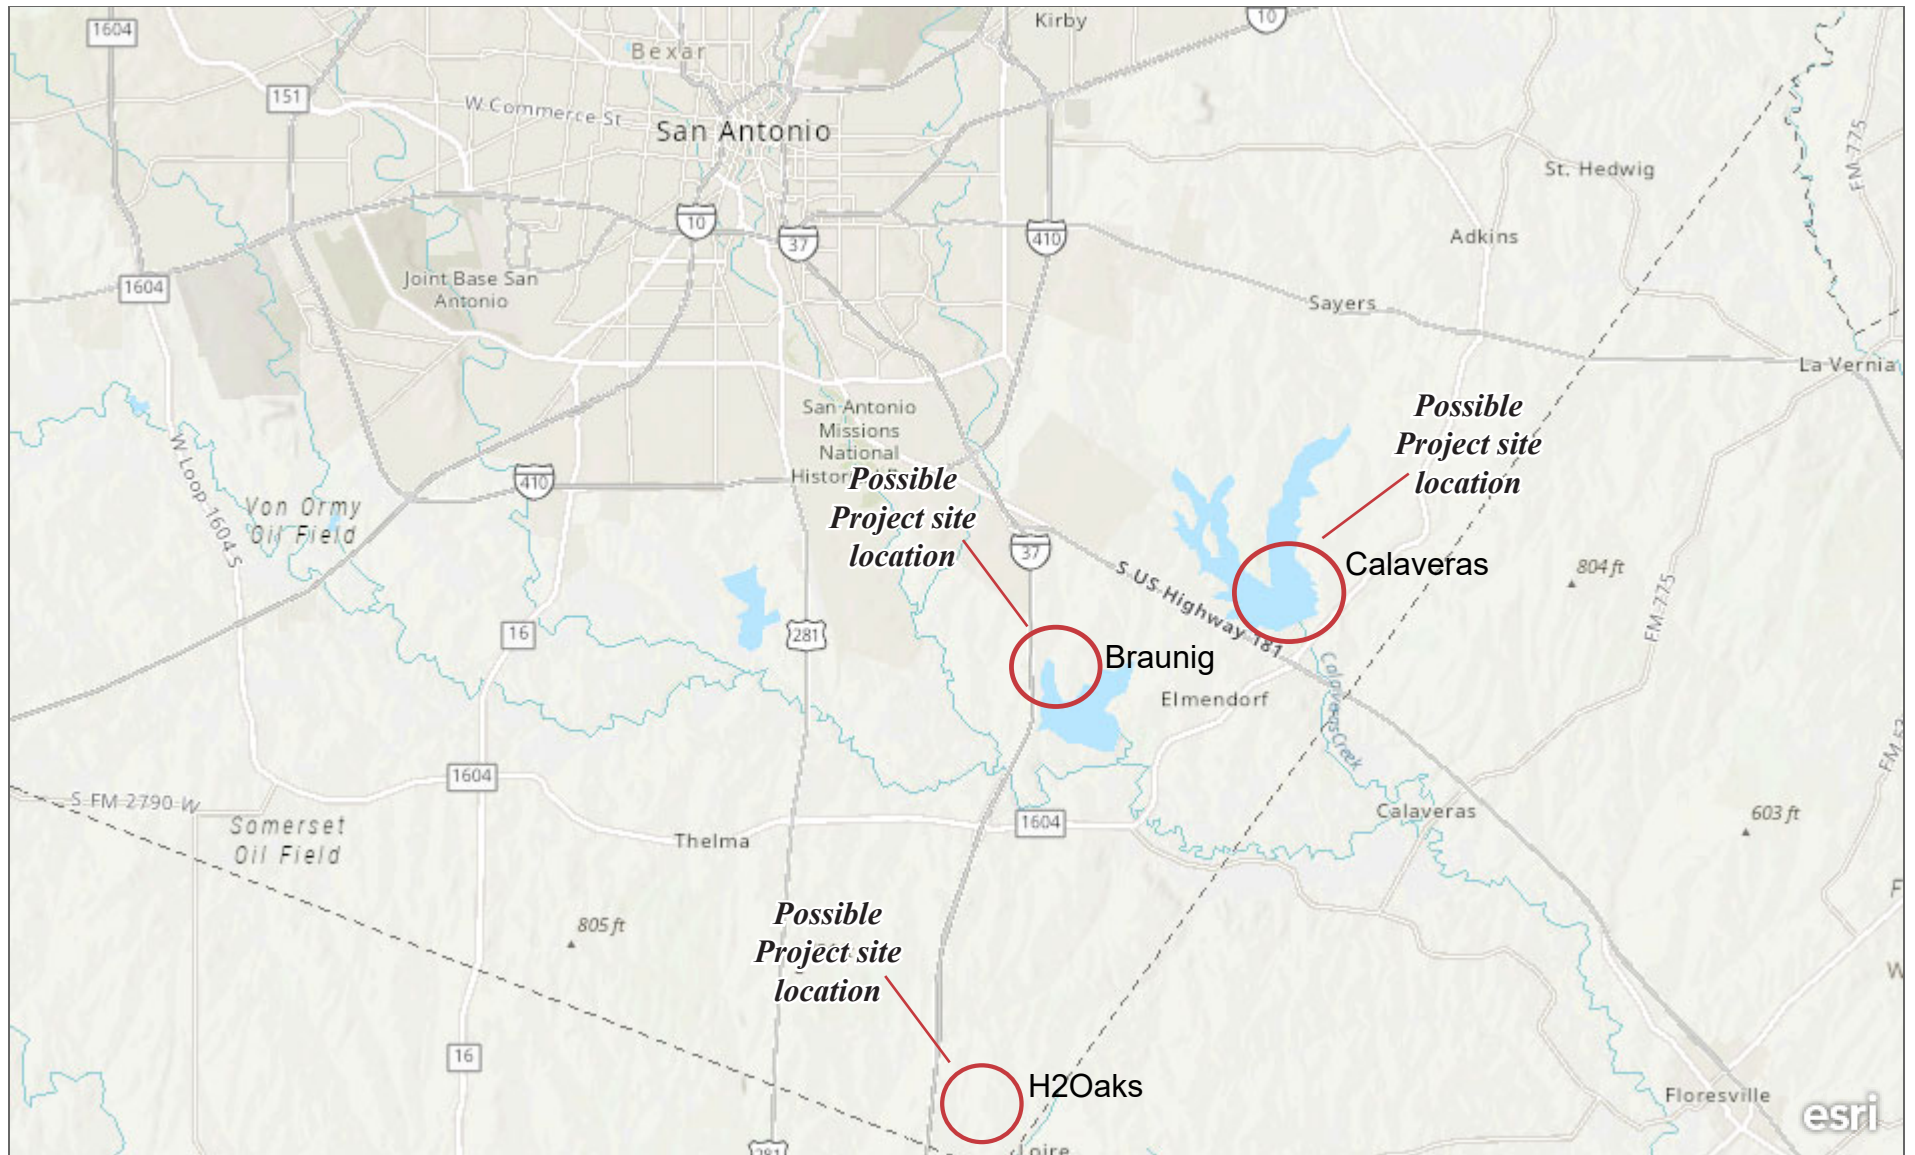 1604
Kirby
10
Bexar
151
W Commerce St
San Antonio
FM 775
St. Hedwig
10
37
410
Adkins
Joint Base San
Antonio
1604
Sayers
La Vernia
San Antonio
Missions
National
Possible
Project site
location
W Loop 1604 S
410
Von Ormy
Oil Field
Possible
Project site
location
37
S US Highway 181
Calaveras
804 ft
FM 775
16
281
Braunig
Elmendorf
Calaveras Creek
1604
S FM 2790 W
Somerset
Oil Field
Thelma
1604
Calaveras
603 ft
805 ft
Possible
Project site
location
16
H2Oaks
Floresville
esri
281
Loire